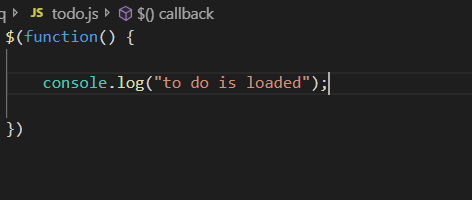 q > JS todo.js > $() callback
$(function() {
console.log("to do is loaded");
})